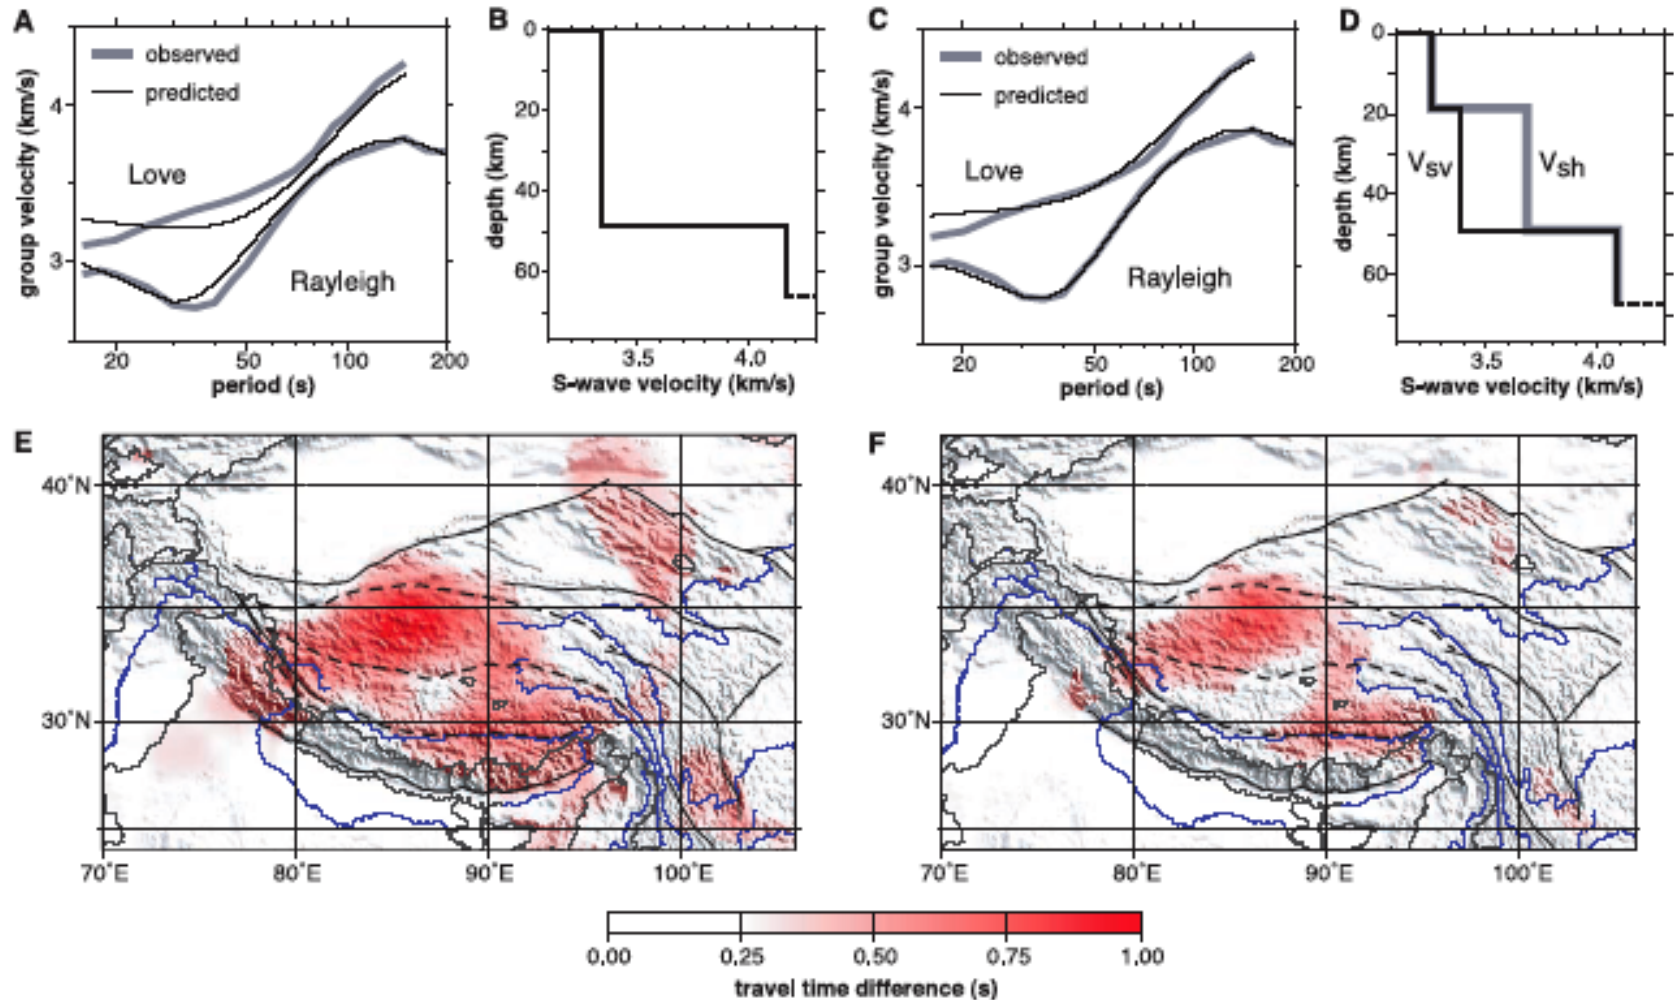 A
observed
predicted
Love
Rayleigh
group velocity (km/s)
4
3
20
50
100
200
period (s)
B
0
20
40
60
depth (km)
3.5
4.0
S-wave velocity (km/s)
C
observed
predicted
Love
Rayleigh
group velocity (km/s)
4
3
20
50
100
200
period (s)
D
0
20
40
60
depth (km)
Vsv
Vsh
3.5
4.0
S-wave velocity (km/s)
E
40°N
30°N
70°E
80°E
90°E
100°E
F
40°N
30°N
70°E
80°E
90°E
100°E
0.00
0.25
0.50
0.75
1.00
travel time difference (s)